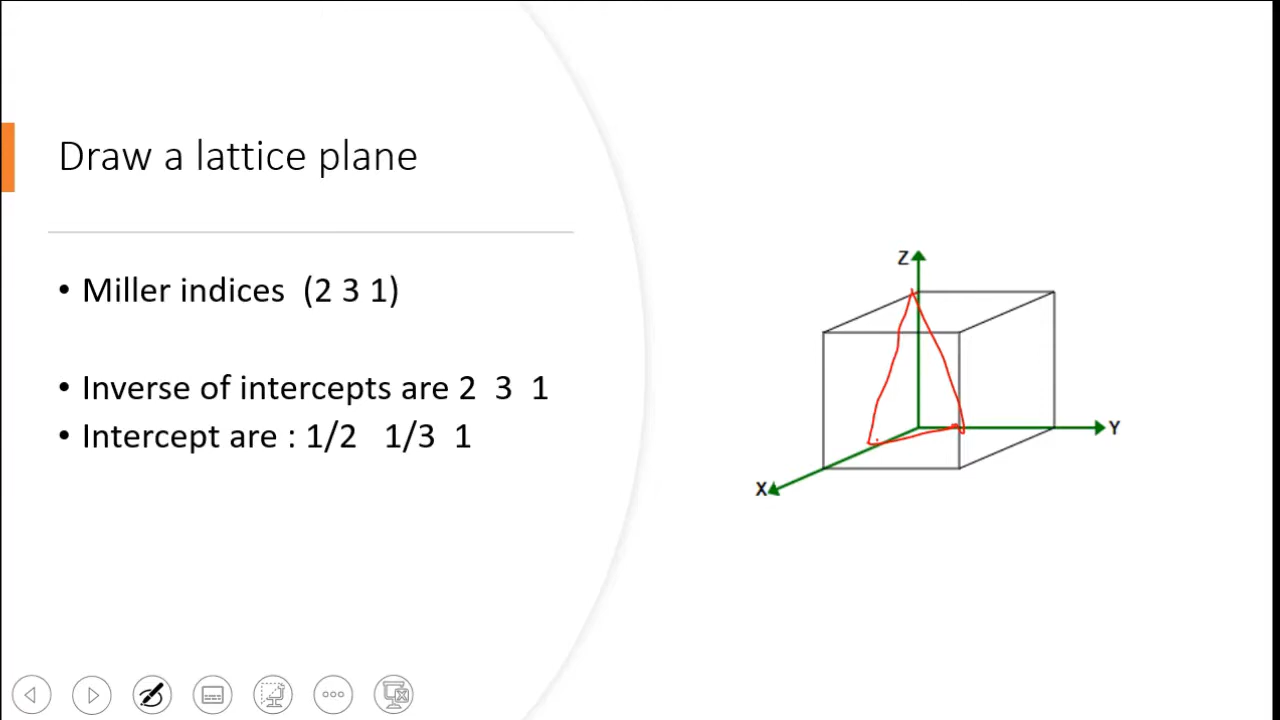 Draw a lattice plane
• Miller indices (2 3 1)
• Inverse of intercepts are 2 3 1
• Intercept are : 1/2 1/3 1
Z
Y
X